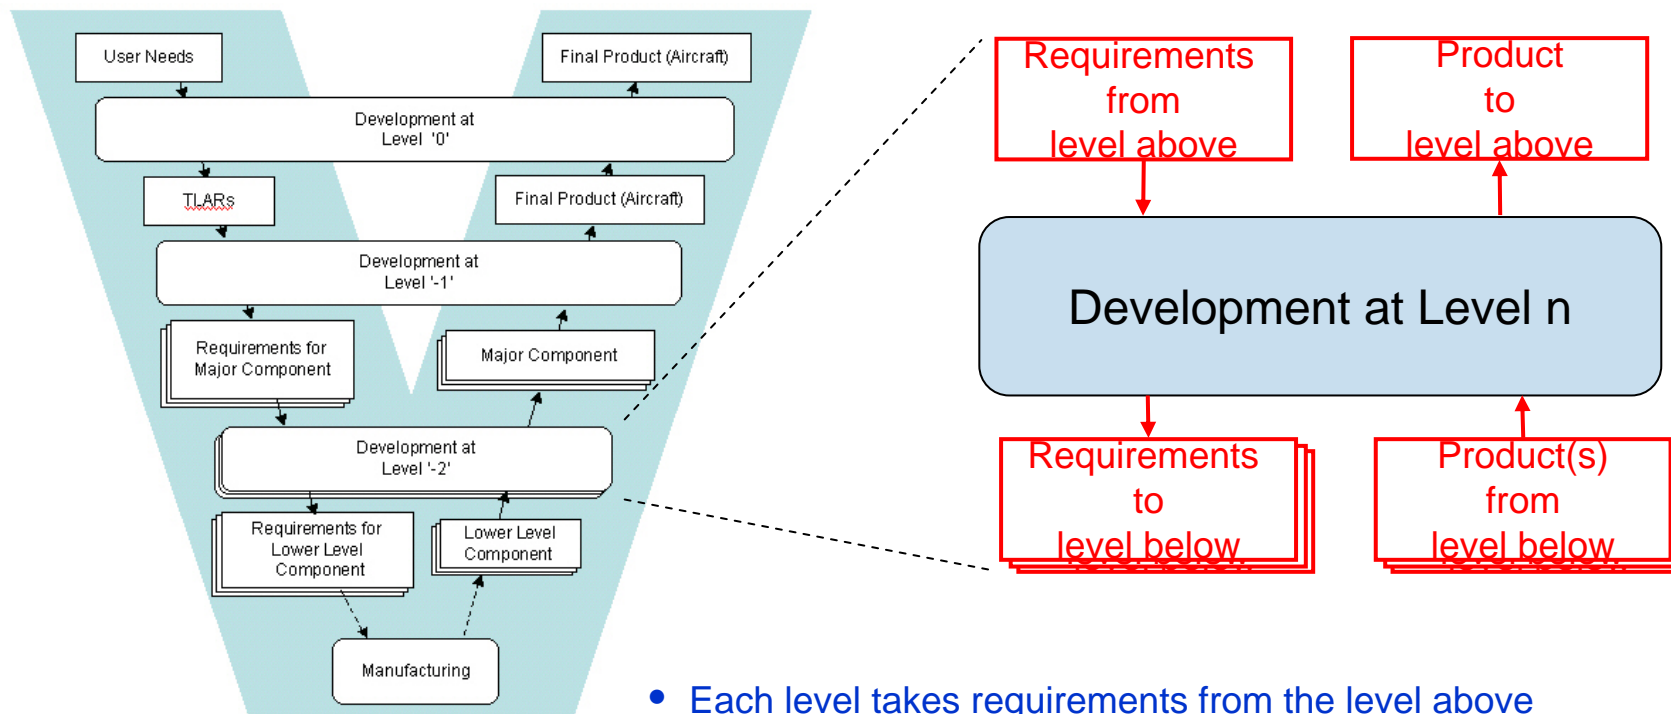 User Needs
Final Product (Aircraft)
Development at
Level '0'
TLARs
Final Product (Aircraft)
Development at
Level '-1'
Requirements for
Major Component
Major Component
Development at
Level '-2'
Requirements for
Lower Level
Component
Lower Level
Component
Manufacturing
Requirements
from
level above
Product
to
level above
Development at Level n
Requirements
to
level below
Product(s)
from
level below
• Each level takes requirements from the level above